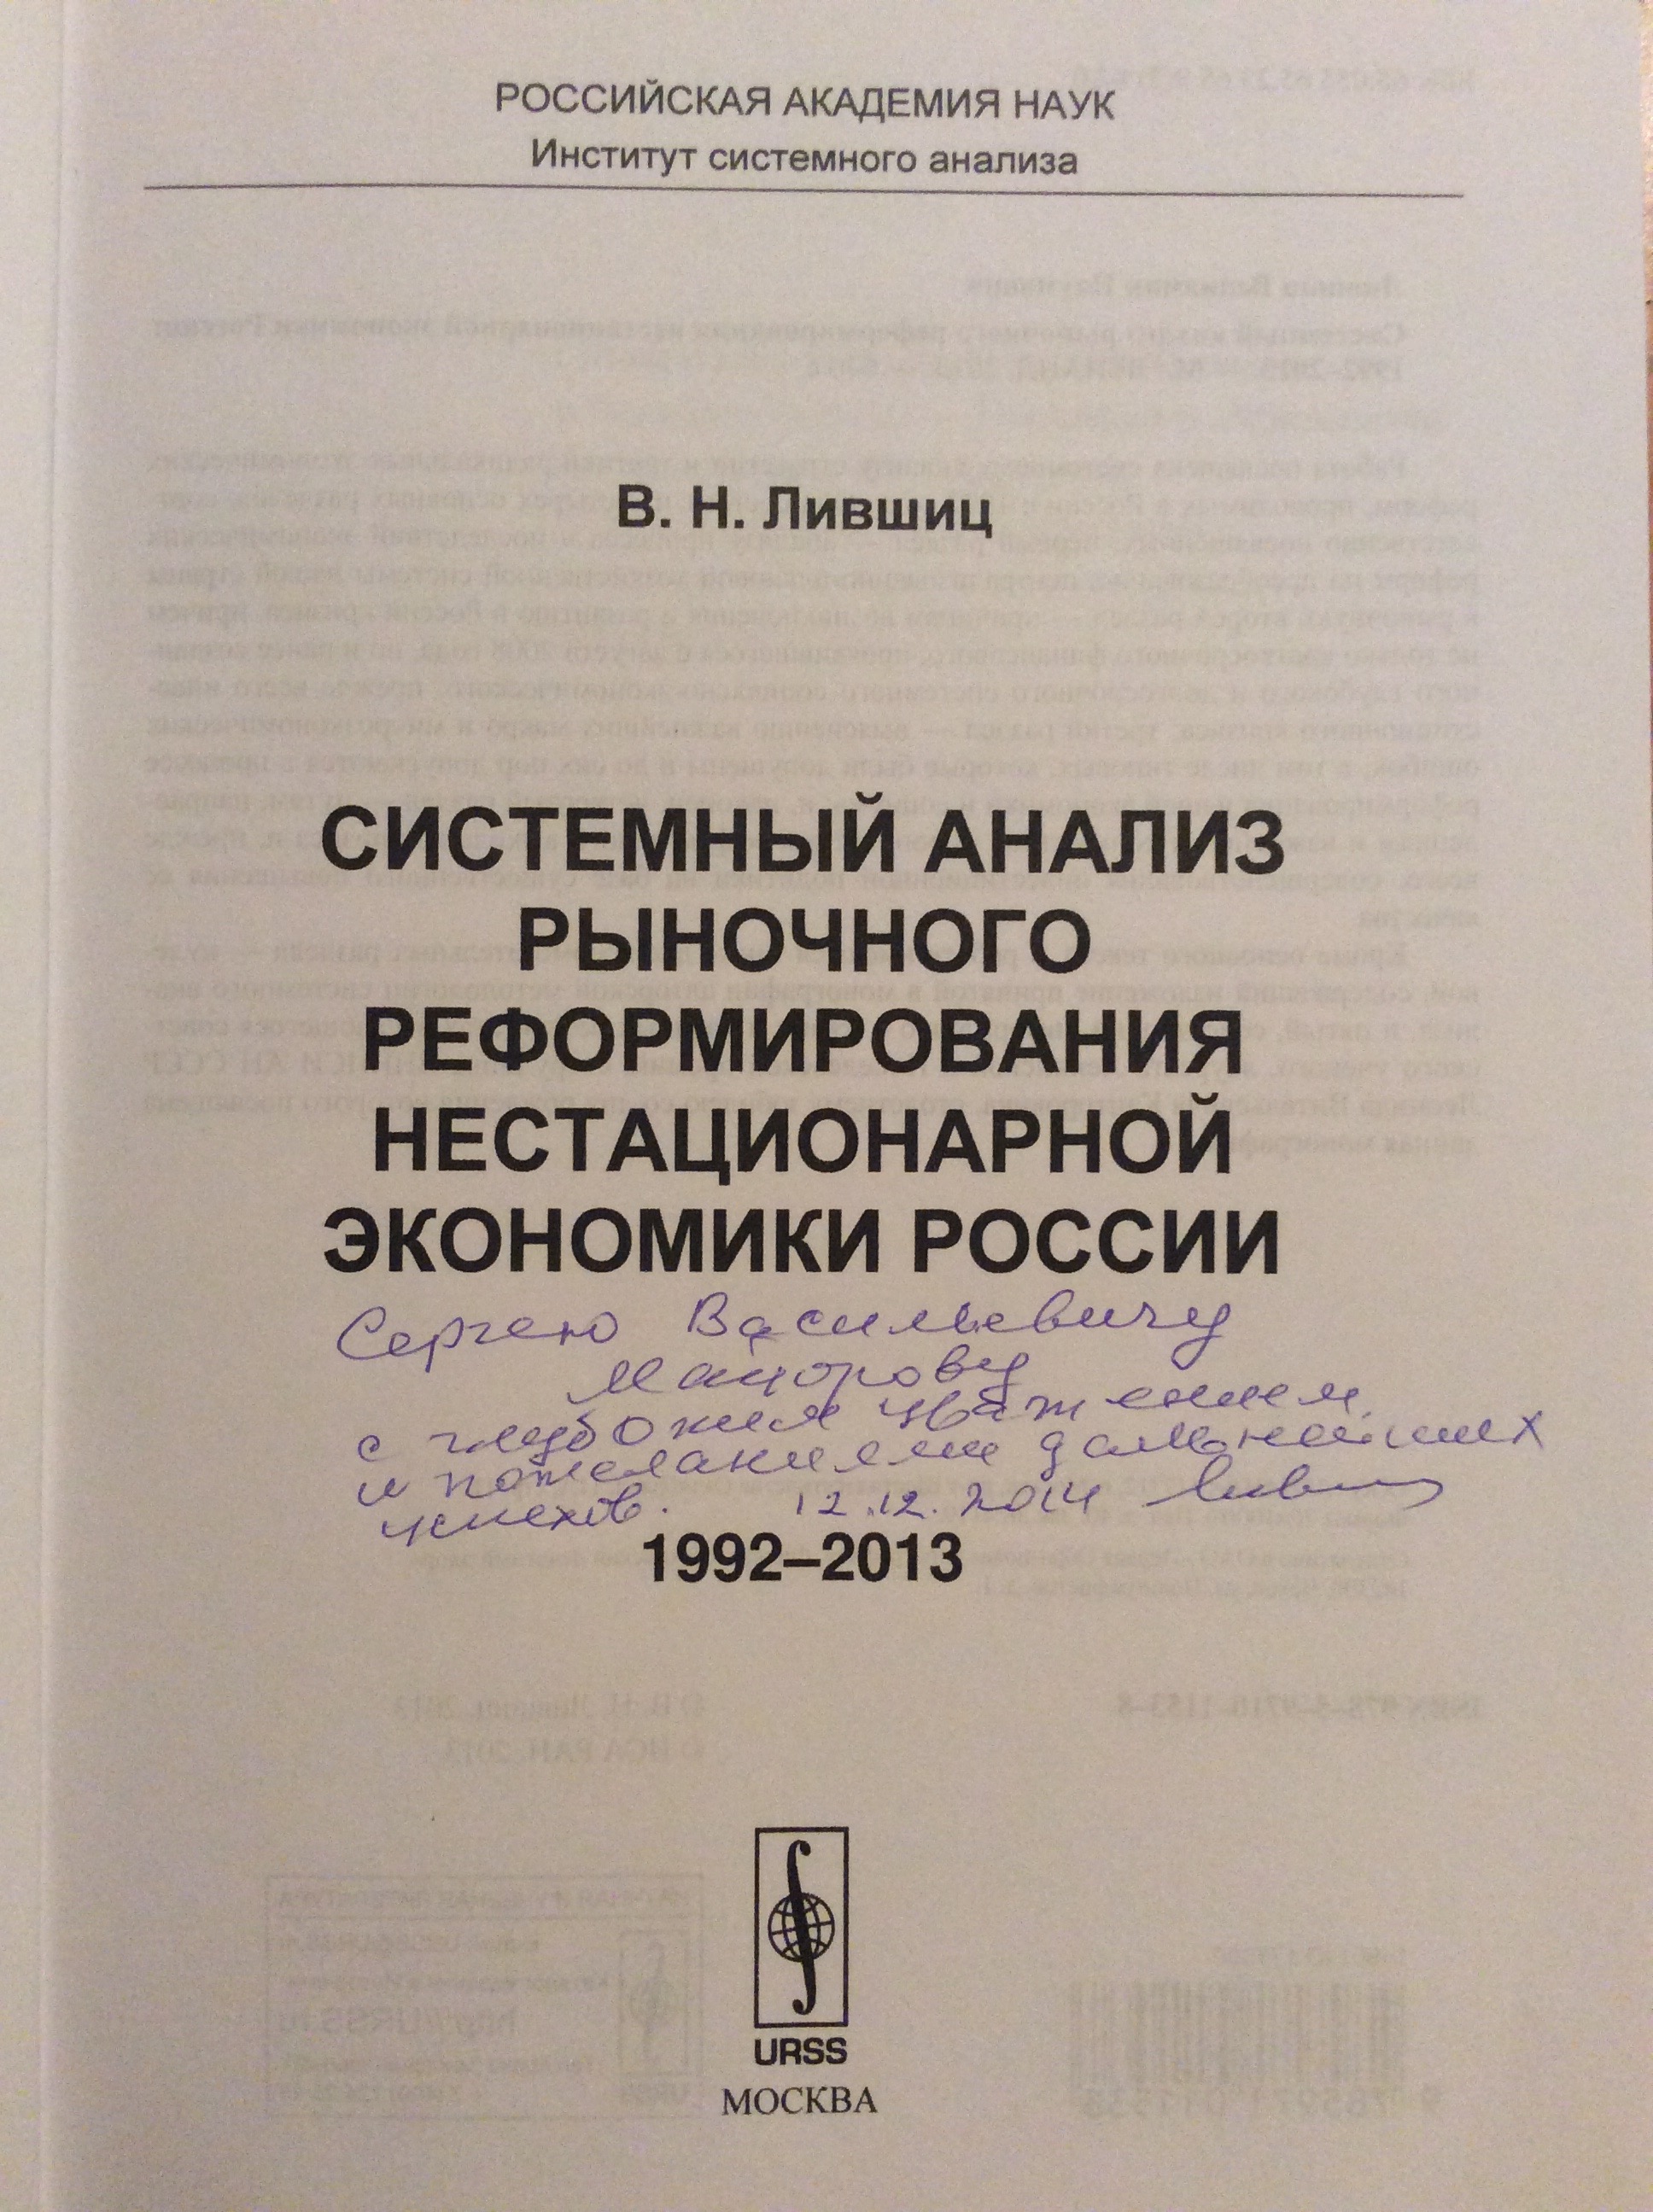 РОССИЙСКАЯ АКАДЕМИЯ НАУК
Институт системного анализа
В. Н. Лившиц
СИСТЕМНЫЙ АНАЛИЗ
РЫНОЧНОГО
РЕФОРМИРОВАНИЯ
НЕСТАЦИОНАРНОЙ
ЭКОНОМИКИ РОССИИ
Сергею Васильевичу
с глубоким уважением
и пожеланием дальнейших
успехов. 12.12.2014
1992–2013
URSS
МОСКВА